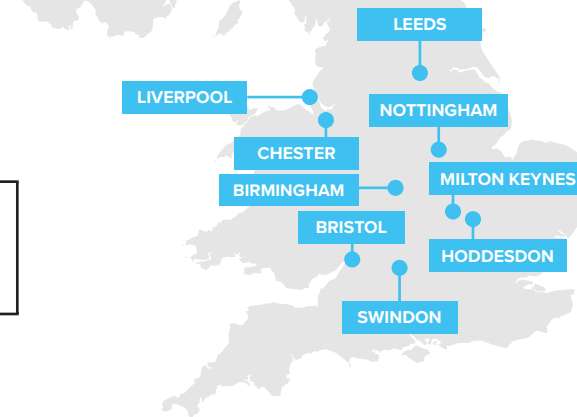 LEEDS
LIVERPOOL
NOTTINGHAM
CHESTER
MILTON KEYNES
BIRMINGHAM
BRISTOL
HODDESDON
SWINDON